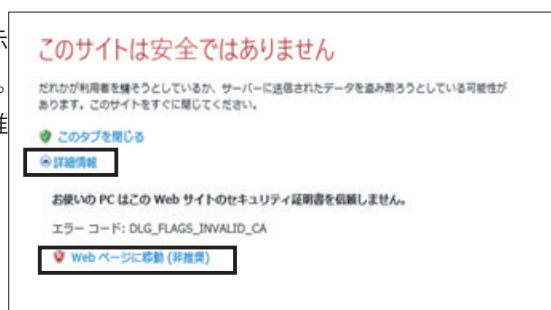 このサイトは安全ではありません
だれかが利用者を騙そうとしているか、サーバーに送信されたデータを盗み取ろうとしている可能性が
あります。このサイトをすぐに閉じてください。
このタブを閉じる
詳細情報
お使いの PC はこの Web サイトのセキュリティ証明書を信頼しません。
エラー コード: DLG_FLAGS_INVALID_CA
Web ページに移動 (非推奨)